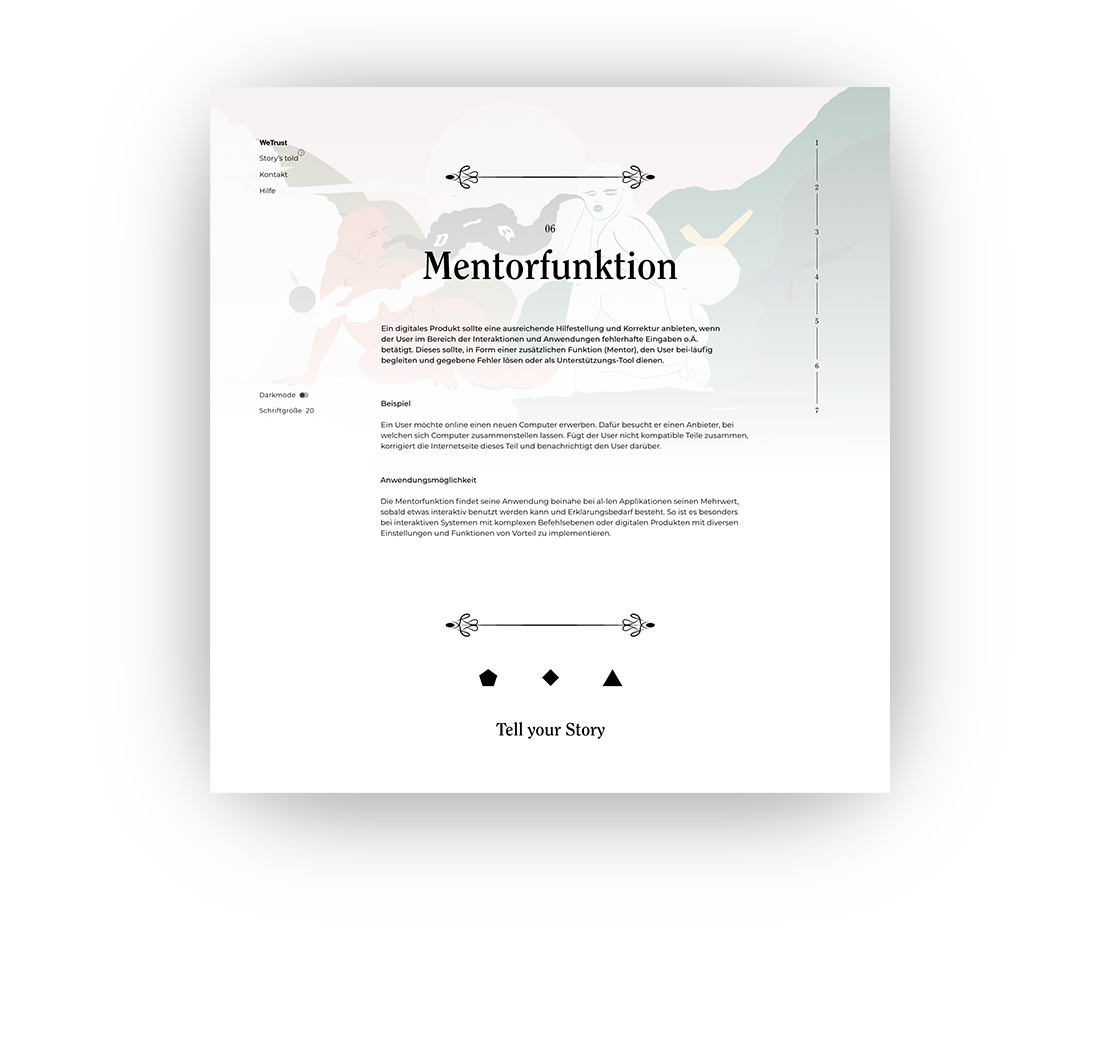 WeTrust
Story's told
Kontakt
Hilfe
1
2
3
4
5
6
7
06
Mentorfunktion
Ein digitales Produkt sollte eine ausreichende Hilfestellung und Korrektur anbieten, wenn
der User im Bereich der Interaktionen und Anwendungen fehlerhafte Eingaben o.Ä.
betätigt. Dieses sollte, in Form einer zusätzlichen Funktion (Mentor), den User bei-läufig
begleiten und gegebene Fehler lösen oder als Unterstützungs-Tool dienen.
Darkmode
Schriftgröße 20
Beispiel
Ein User möchte online einen neuen Computer erwerben. Dafür besucht er einen Anbieter, bei
welchen sich Computer zusammenstellen lassen. Fügt der User nicht kompatible Teile zusammen,
korrigiert die Internetseite dieses Teil und benachrichtigt den User darüber.
Anwendungsmöglichkeit
Die Mentorfunktion findet seine Anwendung beinahe bei al-len Applikationen seinen Mehrwert,
sobald etwas interaktiv benutzt werden kann und Erklärungsbedarf besteht. So ist es besonders
bei interaktiven Systemen mit komplexen Befehlsebenen oder digitalen Produkten mit diversen
Einstellungen und Funktionen von Vorteil zu implementieren.
Tell your Story